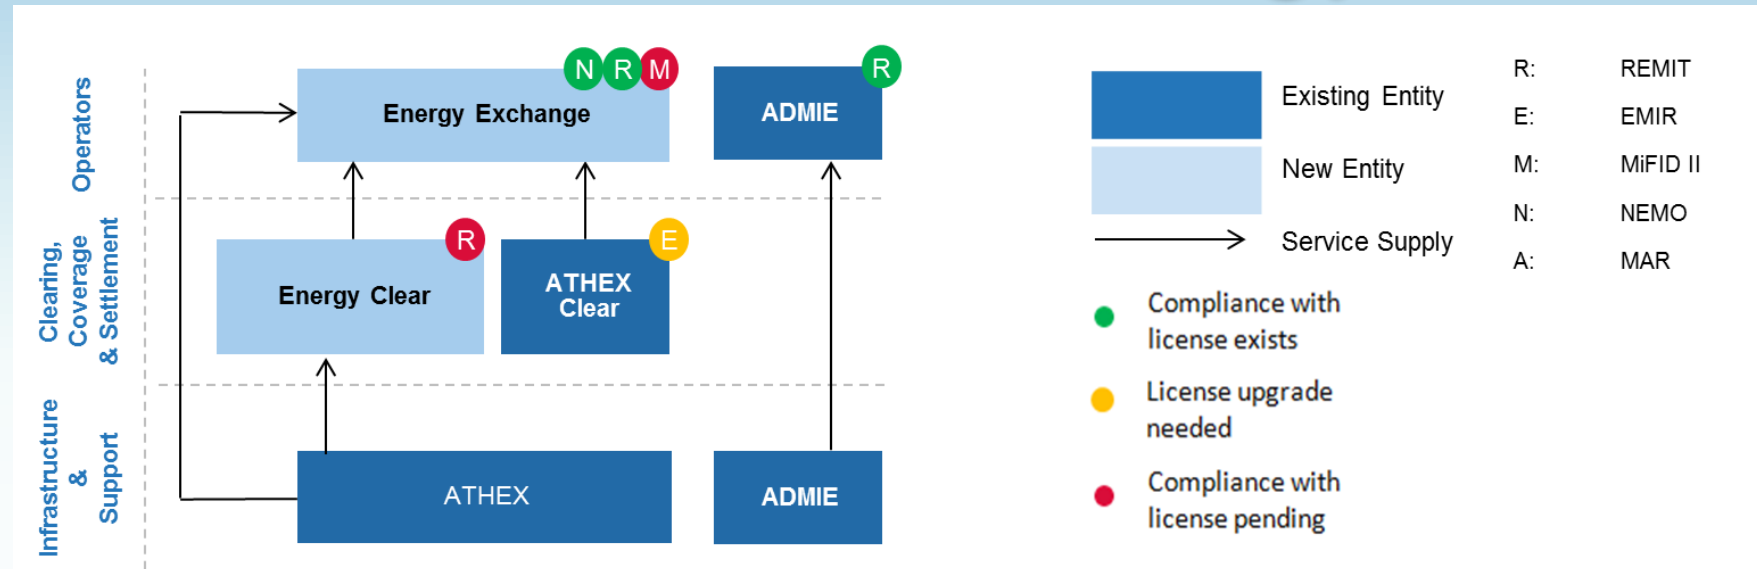 Operators
N R M
Energy Exchange
R
ADMIE
Clearing,
Coverage
& Settlement
R
Energy Clear
E
ATHEX
Clear
Infrastructure
&
Support
ATHEX
ADMIE
Existing Entity
New Entity
Service Supply
Compliance with
license exists
License upgrade
needed
Compliance with
license pending
R: REMIT
E: EMIR
M: MiFID II
N: NEMO
A: MAR